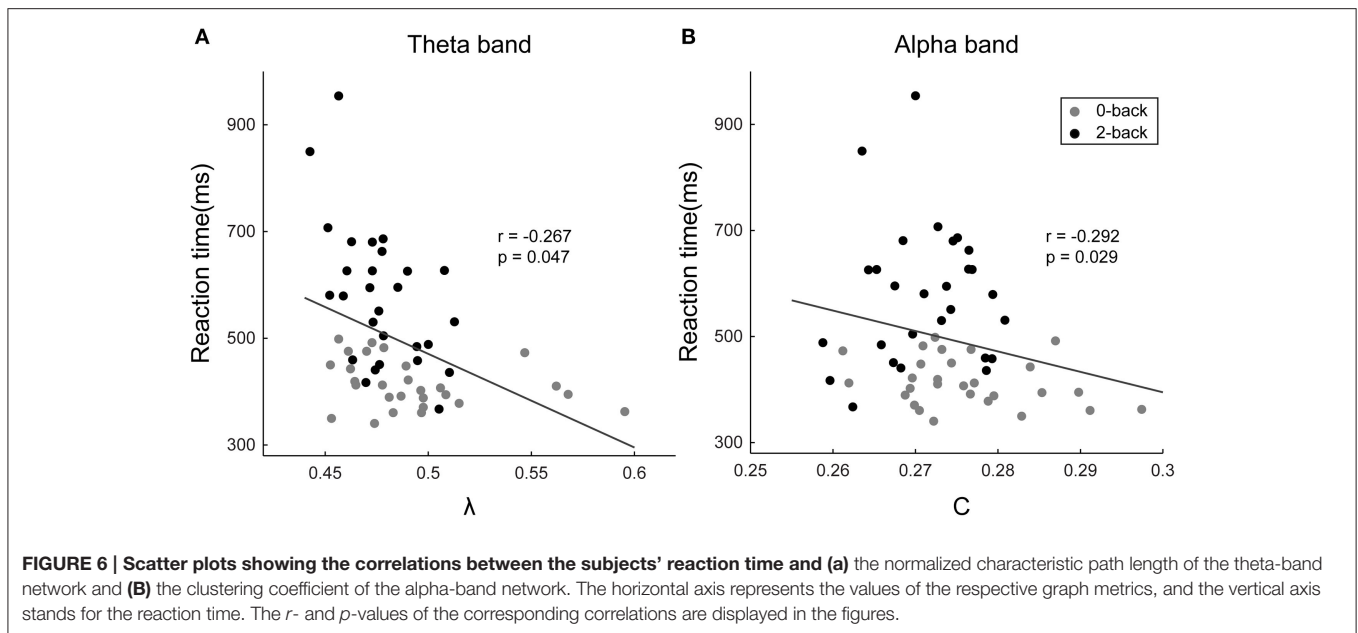 A
Theta band
900
700
500
300
Reaction time(ms)
r = -0.267
p = 0.047
0.45
0.5
0.55
0.6
λ
B
Alpha band
0-back
2-back
900
700
500
300
Reaction time(ms)
r = -0.292
p = 0.029
0.25
0.26
0.27
0.28
0.29
0.3
C
FIGURE 6 | Scatter plots showing the correlations between the subjects' reaction time and (a) the normalized characteristic path length of the theta-band
network and (B) the clustering coefficient of the alpha-band network. The horizontal axis represents the values of the respective graph metrics, and the vertical axis
stands for the reaction time. The r- and p-values of the corresponding correlations are displayed in the figures.